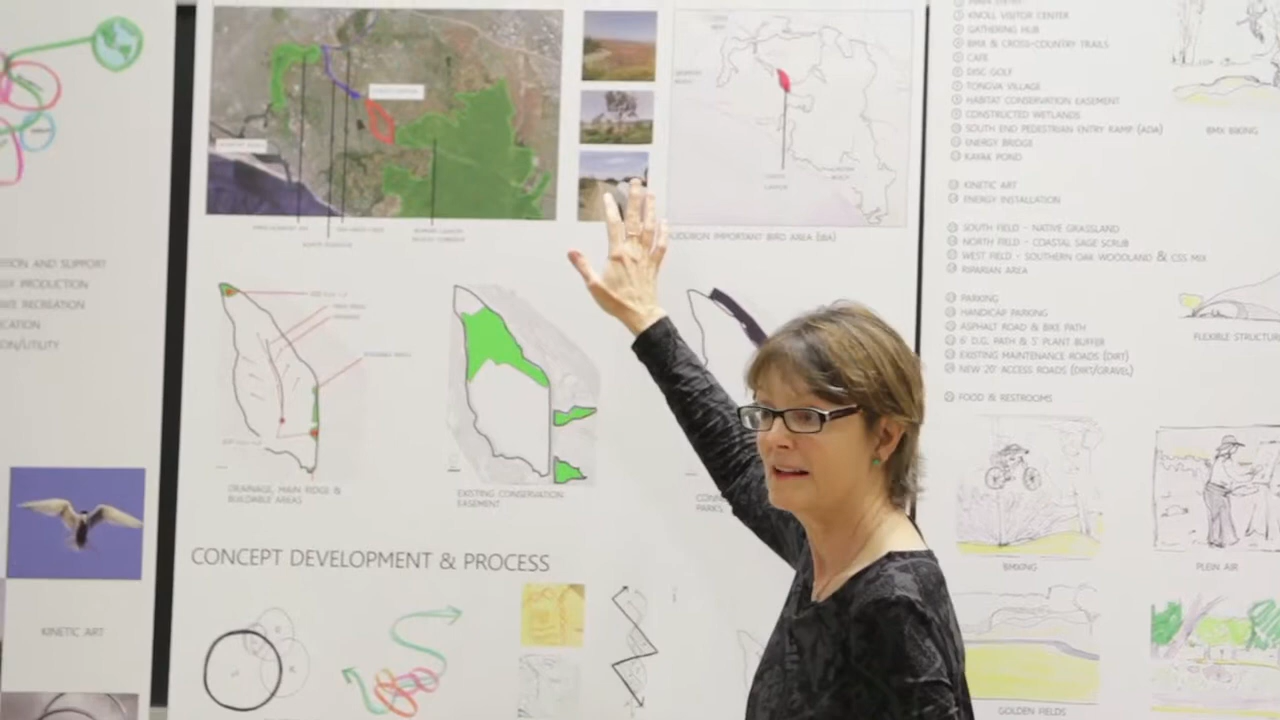 KNOLL VISITOR CENTER
GATHERING HUB
BMX & CROSS-COUNTRY TRAILS
CAFE
DISC GOLF
TONGVA VILLAGE
HABITAT CONSERVATION EASEMENT
CONSTRUCTED WETLANDS
SOUTH END PEDESTRIAN ENTRY RAMP (ADA)
ENERGY BRIDGE
KAYAK POND
KINETIC ART
ENERGY INSTALLATION
SOUTH FIELD - NATIVE GRASSLAND
NORTH FIELD - COASTAL SAGE SCRUB
WEST FIELD - SOUTHERN OAK WOODLAND & CSS MIX
RIPARIAN AREA
PARKING
HANDICAP PARKING
ASPHALT ROAD & BIKE PATH
6' D.G. PATH & 5' PLANT BUFFER
EXISTING MAINTENANCE ROADS (DIRT)
NEW 20' ACCESS ROADS (DIRT/GRAVEL)
FOOD & RESTROOMS
BMX BIKING
FLEXIBLE STRUCTUR
BMXING
PLEIN AIR
GOLDEN FIELDS
AUDUBON IMPORTANT BIRD AREA (IBA)
DRAINAGE, MAIN RIDGE &
BUILDABLE AREAS
EXISTING CONSERVATION
EASEMENT
PARKS
CONCEPT DEVELOPMENT & PROCESS
AND SUPPORT
PRODUCTION
RECREATION
KINETIC ART